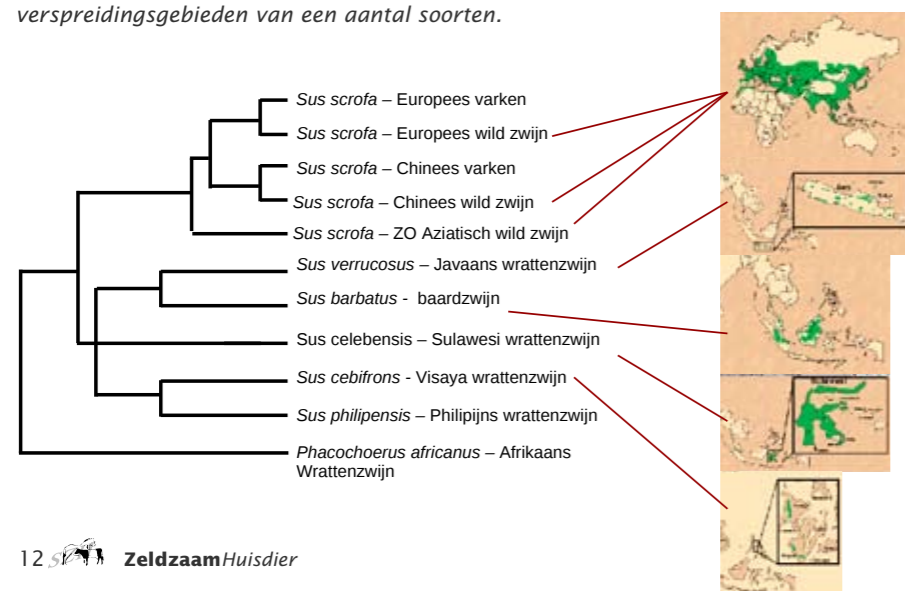 verspreidingsgebieden van een aantal soorten.
Sus scrofa – Europees varken
Sus scrofa – Europees wild zwijn
Sus scrofa – Chinees varken
Sus scrofa – Chinees wild zwijn
Sus scrofa – ZO Aziatisch wild zwijn
Sus verrucosus – Javaans wrattenzwijn
Sus barbatus - baardzwijn
Sus celebensis – Sulawesi wrattenzwijn
Sus cebifrons - Visaya wrattenzwijn
Sus philipensis – Philipijns wrattenzwijn
Phacochoerus africanus – Afrikaans
Wrattenzwijn
12 ZeldzaamHuisdier